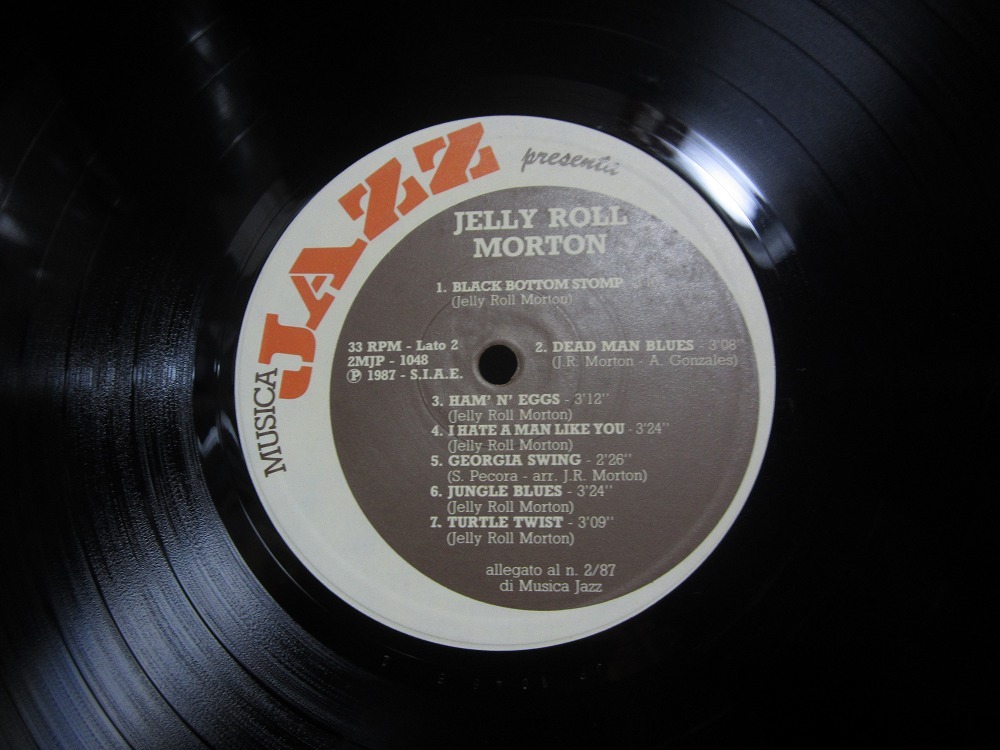 MUSICA JAZZ presenta
JELLY ROLL
MORTON
1. BLACK BOTTOM STOMP
(Jelly Roll Morton)
33 RPM - Lato 2
2MJP - 1048
Ⓟ 1987 - S.I.A.E.
2. DEAD MAN BLUES - 3'08"
(J.R. Morton - A. Gonzales)
3. HAM' N' EGGS - 3'12''
(Jelly Roll Morton)
4. I HATE A MAN LIKE YOU - 3'24''
(Jelly Roll Morton)
5. GEORGIA SWING - 2'26''
(S. Pecora - arr. J.R. Morton)
6. JUNGLE BLUES - 3'24''
(Jelly Roll Morton)
7. TURTLE TWIST - 3'09''
(Jelly Roll Morton)
allegato al n. 2/87
di Musica Jazz